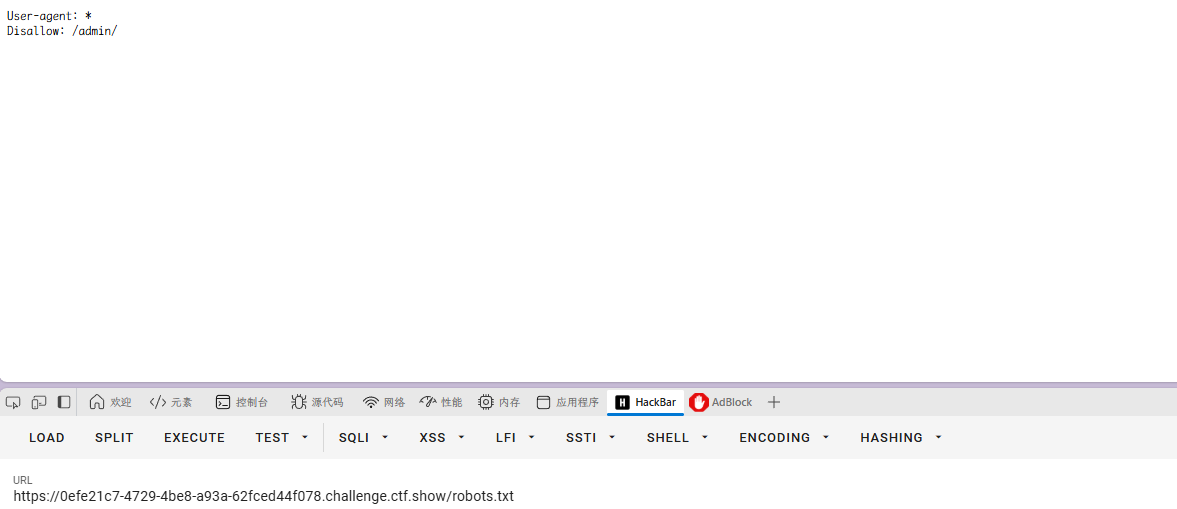 User-agent: *
Disallow: /admin/
欢迎 元素 控制台 源代码 网络 性能 内存 应用程序 HackBar AdBlock
LOAD SPLIT EXECUTE TEST SQLI XSS LFI SSTI SHELL ENCODING HASHING
URL
https://0efe21c7-4729-4be8-a93a-62fced44f078.challenge.ctf.show/robots.txt